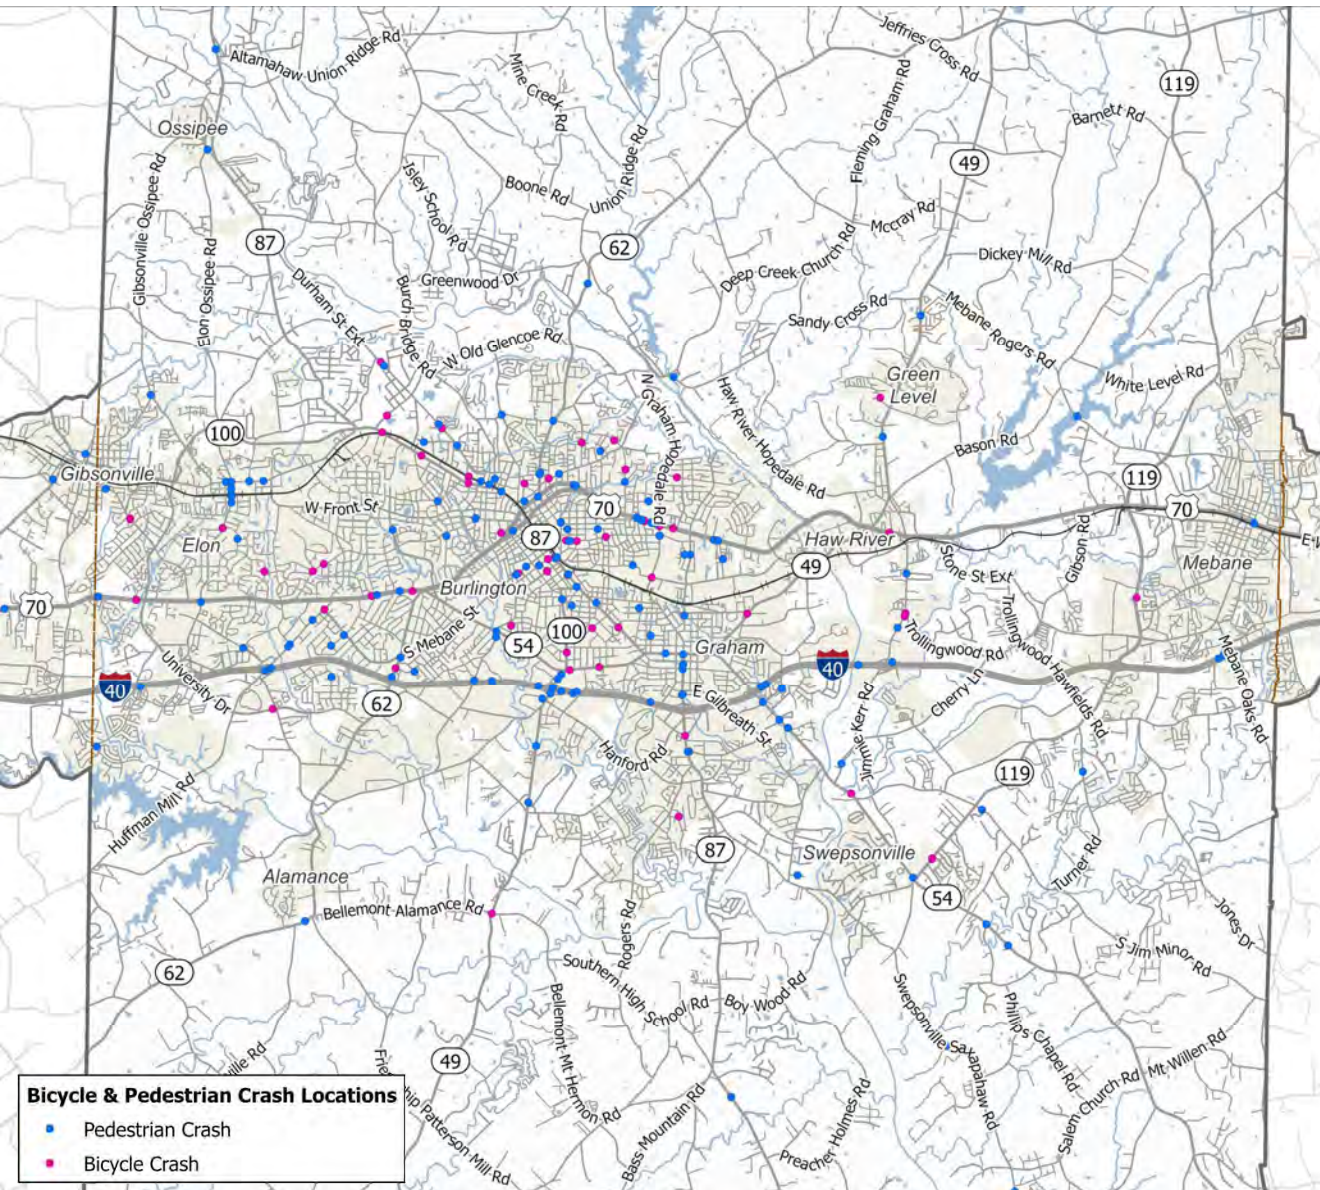 Jeffries Cross Rd
Altamahaw Union Ridge Rd
Mine Creek Rd
Fleming Graham Rd
119
Barnett Rd
Ossipee
49
Gibsonville Ossipee Rd
Isley School Rd
Boone Rd
Union Ridge Rd
Mccray Rd
87
62
Elon Ossipee Rd
Durham St Ext
Burch Bridge Rd
Greenwood Dr
Deep Creek Church Rd
Dickey Mill Rd
Sandy Cross Rd
Mebane Rogers Rd
W Old Glencoe Rd
N Graham Hopedale Rd
Haw River Hopedale Rd
Green
Level
White Level Rd
100
Bason Rd
Gibsonville
119
W Front St
70
70
Elon
87
Haw River
Gibson Rd
Mebane
49
Stone St Ext
Burlington
70
S Mebane St
100
54
Graham
Trollingwood Rd
Trollingwood Hawfields Rd
Mebane Oaks Rd
40
University Dr
40
Cherry Ln
62
E Gilbreath St
Jimmie Kerr Rd
Hanford Rd
119
Huffman Mill Rd
87
Swepsonville
Turner Rd
Alamance
54
Bellemont Alamance Rd
Rogers Rd
Jones Dr
S Jim Minor Rd
62
Southern High School Rd
Boy Wood Rd
Swepsonville Saxapahaw Rd
Phillips Chapel Rd
Bellemont Mt Hermon Rd
49
Mt Willen Rd
ville Rd
Salem Church Rd
Bass Mountain Rd
Preacher Holmes Rd
Patterson Mill Rd
Bicycle & Pedestrian Crash Locations
Pedestrian Crash
Bicycle Crash